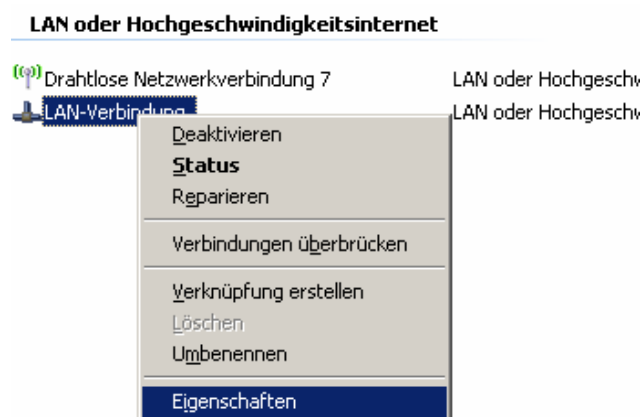 LAN oder Hochgeschwindigkeitsinternet
Drahtlose Netzwerkverbindung 7 LAN oder Hochgeschw
LAN-Verbindung LAN oder Hochgeschw
Deaktivieren
Status
Reparieren
Verbindungen überbrücken
Verknüpfung erstellen
Löschen
Umbenennen
Eigenschaften